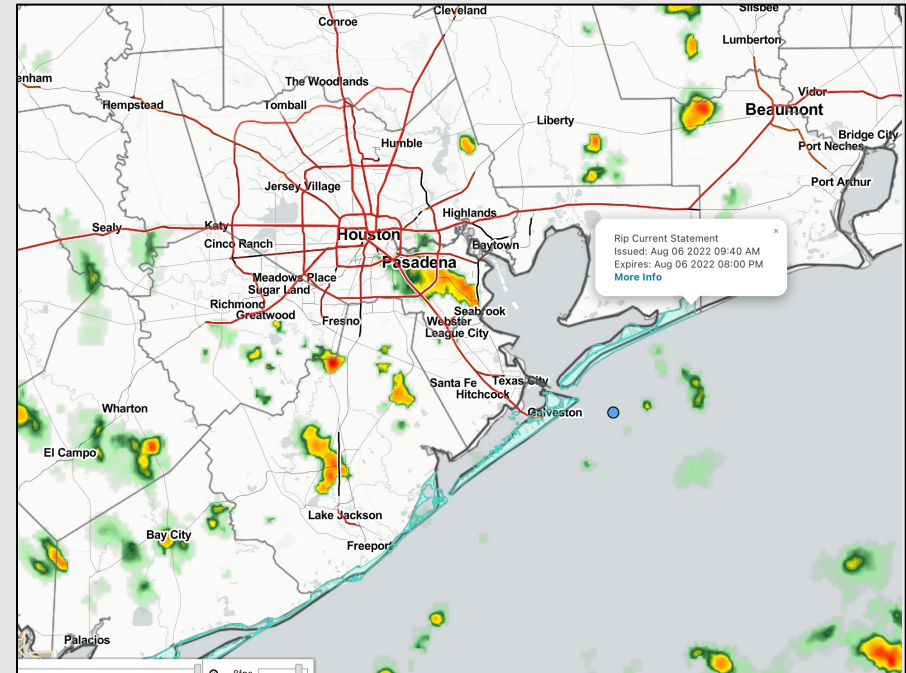 Cleveland
Silsbee
Conroe
Lumberton
enham
The Woodlands
Vidor
Hempstead
Tomball
Beaumont
Liberty
Bridge City
Humble
Port Neches
Port Arthur
Jersey Village
Highlands
Sealy
Katy
Houston
Cinco Ranch
Baytown
Rip Current Statement
×
Issued: Aug 06 2022 09:40 AM
Expires: Aug 06 2022 08:00 PM
More Info
Pasadena
Meadows Place
Sugar Land
Richmond
Greatwood
Seabrook
Fresno
Webster
League City
Santa Fe
Texas City
Hitchcock
Wharton
Galveston
El Campo
Lake Jackson
Bay City
Freeport
Palacios
8fps